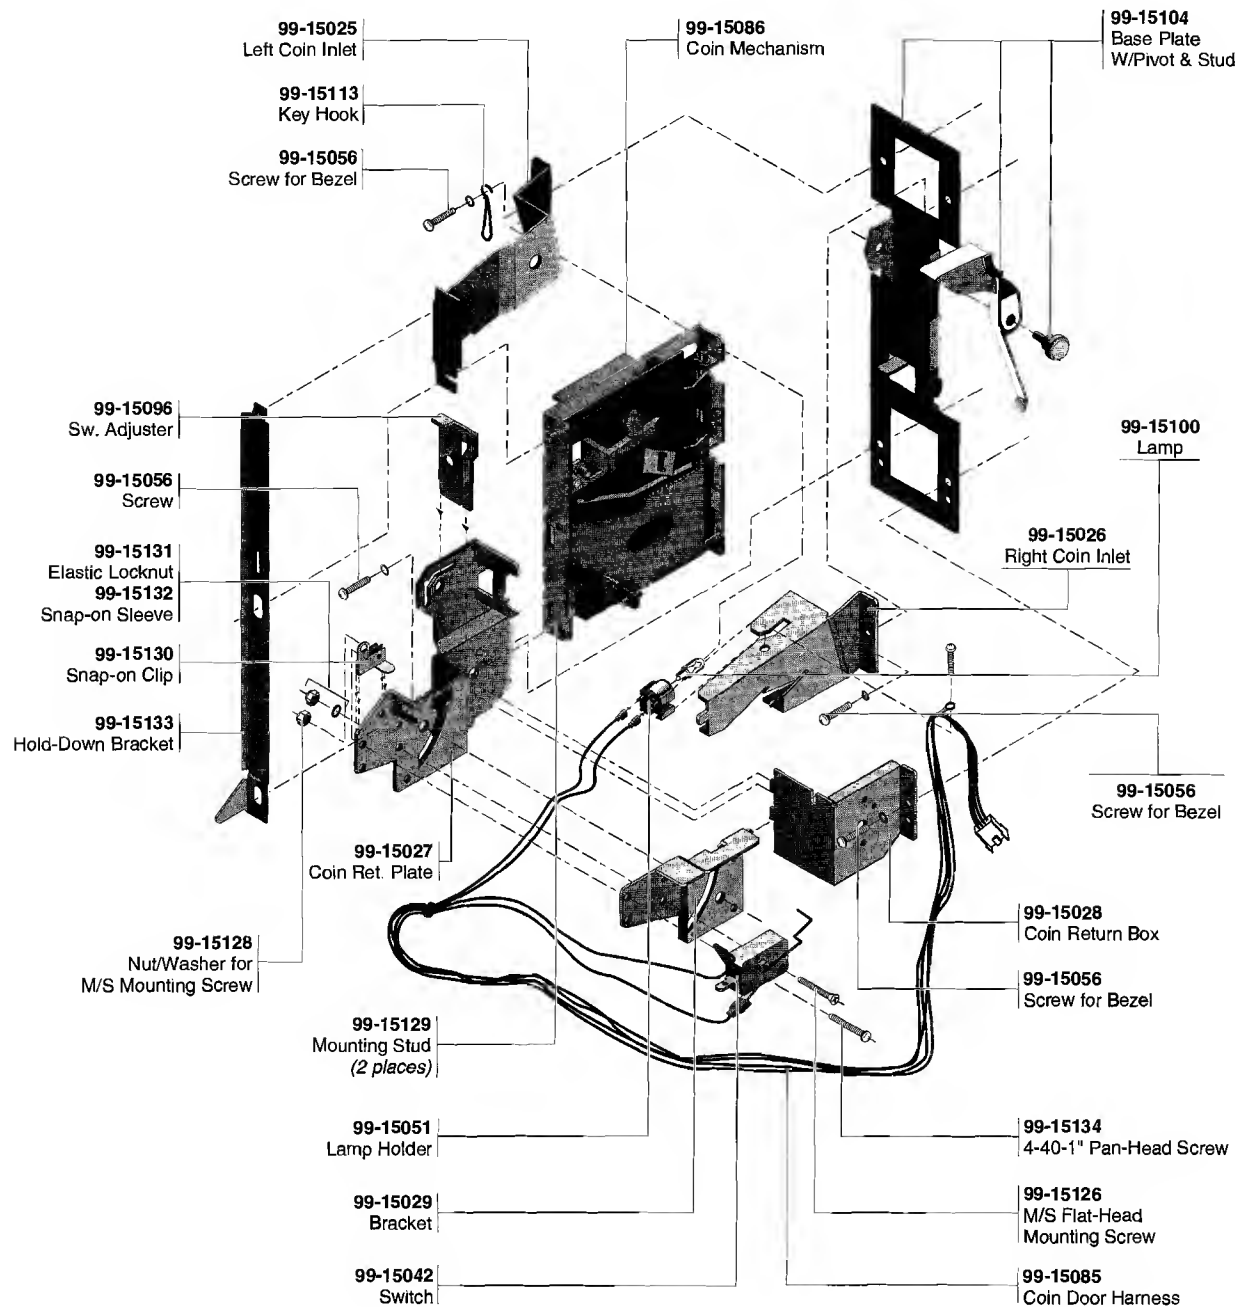 99-15025
Left Coin Inlet
99-15086
Coin Mechanism
99-15104
Base Plate
W/Pivot & Stud
99-15113
Key Hook
99-15056
Screw for Bezel
99-15096
Sw. Adjuster
99-15100
Lamp
99-15056
Screw
99-15026
Right Coin Inlet
99-15131
Elastic Locknut
99-15132
Snap-on Sleeve
99-15130
Snap-on Clip
99-15133
Hold-Down Bracket
99-15056
Screw for Bezel
99-15027
Coin Ret. Plate
99-15028
Coin Return Box
99-15128
Nut/Washer for
M/S Mounting Screw
99-15056
Screw for Bezel
99-15129
Mounting Stud
(2 places)
99-15051
Lamp Holder
99-15134
4-40-1" Pan-Head Screw
99-15029
Bracket
99-15126
M/S Flat-Head
Mounting Screw
99-15042
Switch
99-15085
Coin Door Harness